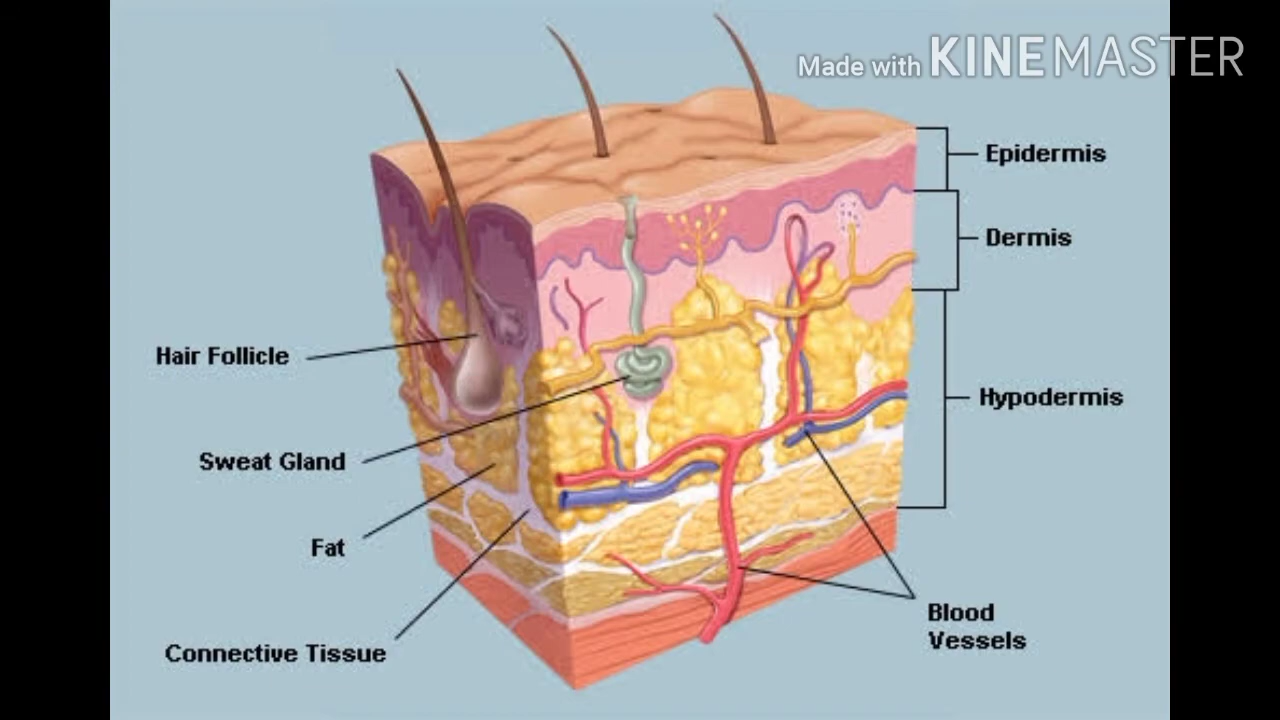 Made with KINEMASTER
Epidermis
Dermis
Hair Follicle
Hypodermis
Sweat Gland
Fat
Blood
Vessels
Connective Tissue